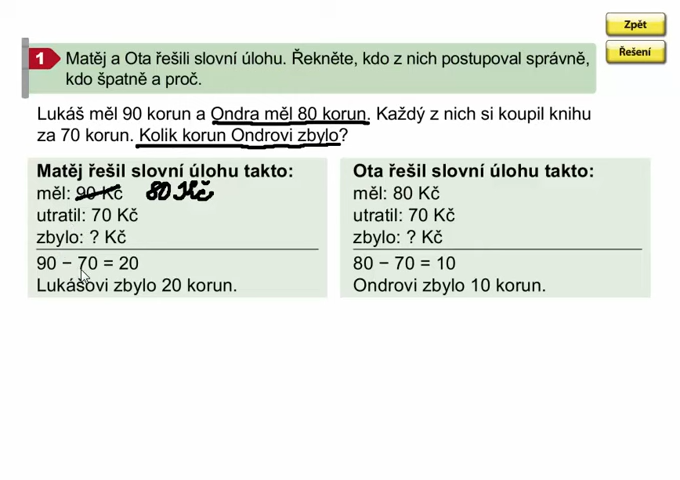 Zpět
Řešení
1 Matěj a Ota řešili slovní úlohu. Řekněte, kdo z nich postupoval správně,
kdo špatně a proč.
Lukáš měl 90 korun a Ondra měl 80 korun. Každý z nich si koupil knihu
za 70 korun. Kolik korun Ondrovi zbylo?
Matěj řešil slovní úlohu takto:
měl: 90 Kč 80 Kč
utratil: 70 Kč
zbylo: ? Kč
90 − 70 = 20
Lukášovi zbylo 20 korun.
Ota řešil slovní úlohu takto:
měl: 80 Kč
utratil: 70 Kč
zbylo: ? Kč
80 − 70 = 10
Ondrovi zbylo 10 korun.